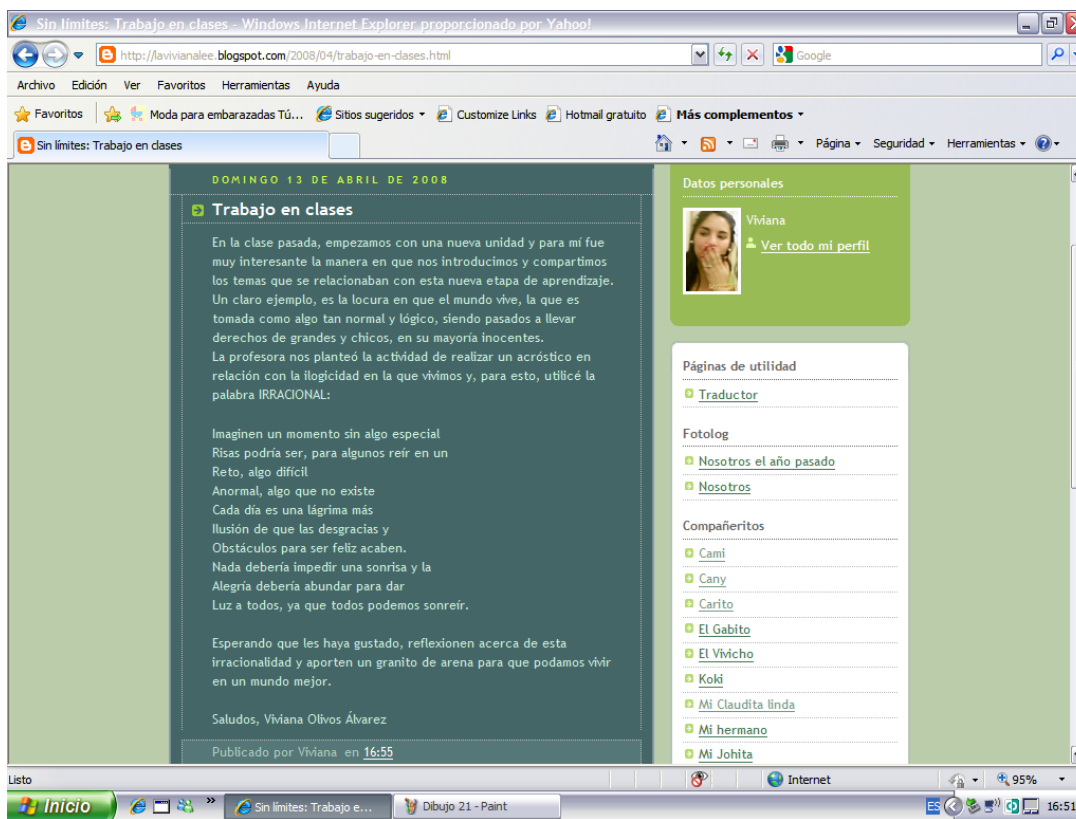 Sin límites: Trabajo en clases - Windows Internet Explorer proporcionado por Yahoo!
http://lavivianalee.blogspot.com/2008/04/trabajo-en-clases.html
Google
Archivo Edición Ver Favoritos Herramientas Ayuda
Favoritos Moda para embarazadas Tú... Sitios sugeridos Customize Links Hotmail gratuito Más complementos
Sin límites: Trabajo en clases
Página Seguridad Herramientas
DOMINGO 13 DE ABRIL DE 2008
Trabajo en clases
En la clase pasada, empezamos con una nueva unidad y para mí fue
muy interesante la manera en que nos introducimos y compartimos
los temas que se relacionaban con esta nueva etapa de aprendizaje.
Un claro ejemplo, es la locura en que el mundo vive, la que es
tomada como algo tan normal y lógico, siendo pasados a llevar
derechos de grandes y chicos, en su mayoría inocentes.
La profesora nos planteó la actividad de realizar un acróstico en
relación con la ilogicidad en la que vivimos y, para esto, utilicé la
palabra IRRACIONAL:
Imaginen un momento sin algo especial
Risas podría ser, para algunos reír en un
Reto, algo difícil
Anormal, algo que no existe
Cada día es una lágrima más
Ilusión de que las desgracias y
Obstáculos para ser feliz acaben.
Nada debería impedir una sonrisa y la
Alegría debería abundar para dar
Luz a todos, ya que todos podemos sonreír.
Esperando que les haya gustado, reflexionen acerca de esta
irracionalidad y aporten un granito de arena para que podamos vivir
en un mundo mejor.
Saludos, Viviana Olivos Álvarez
Publicado por Viviana en 16:55
Datos personales
Viviana
Ver todo mi perfil
Páginas de utilidad
Traductor
Fotolog
Nosotros el año pasado
Nosotros
Compañeritos
Cami
Cany
Carito
El Gabito
El Vivicho
Koki
Mi Claudita linda
Mi hermano
Mi Johita
Listo
Internet
95%
Inicio
Sin límites: Trabajo e...
Dibujo 21 - Paint
ES
16:51